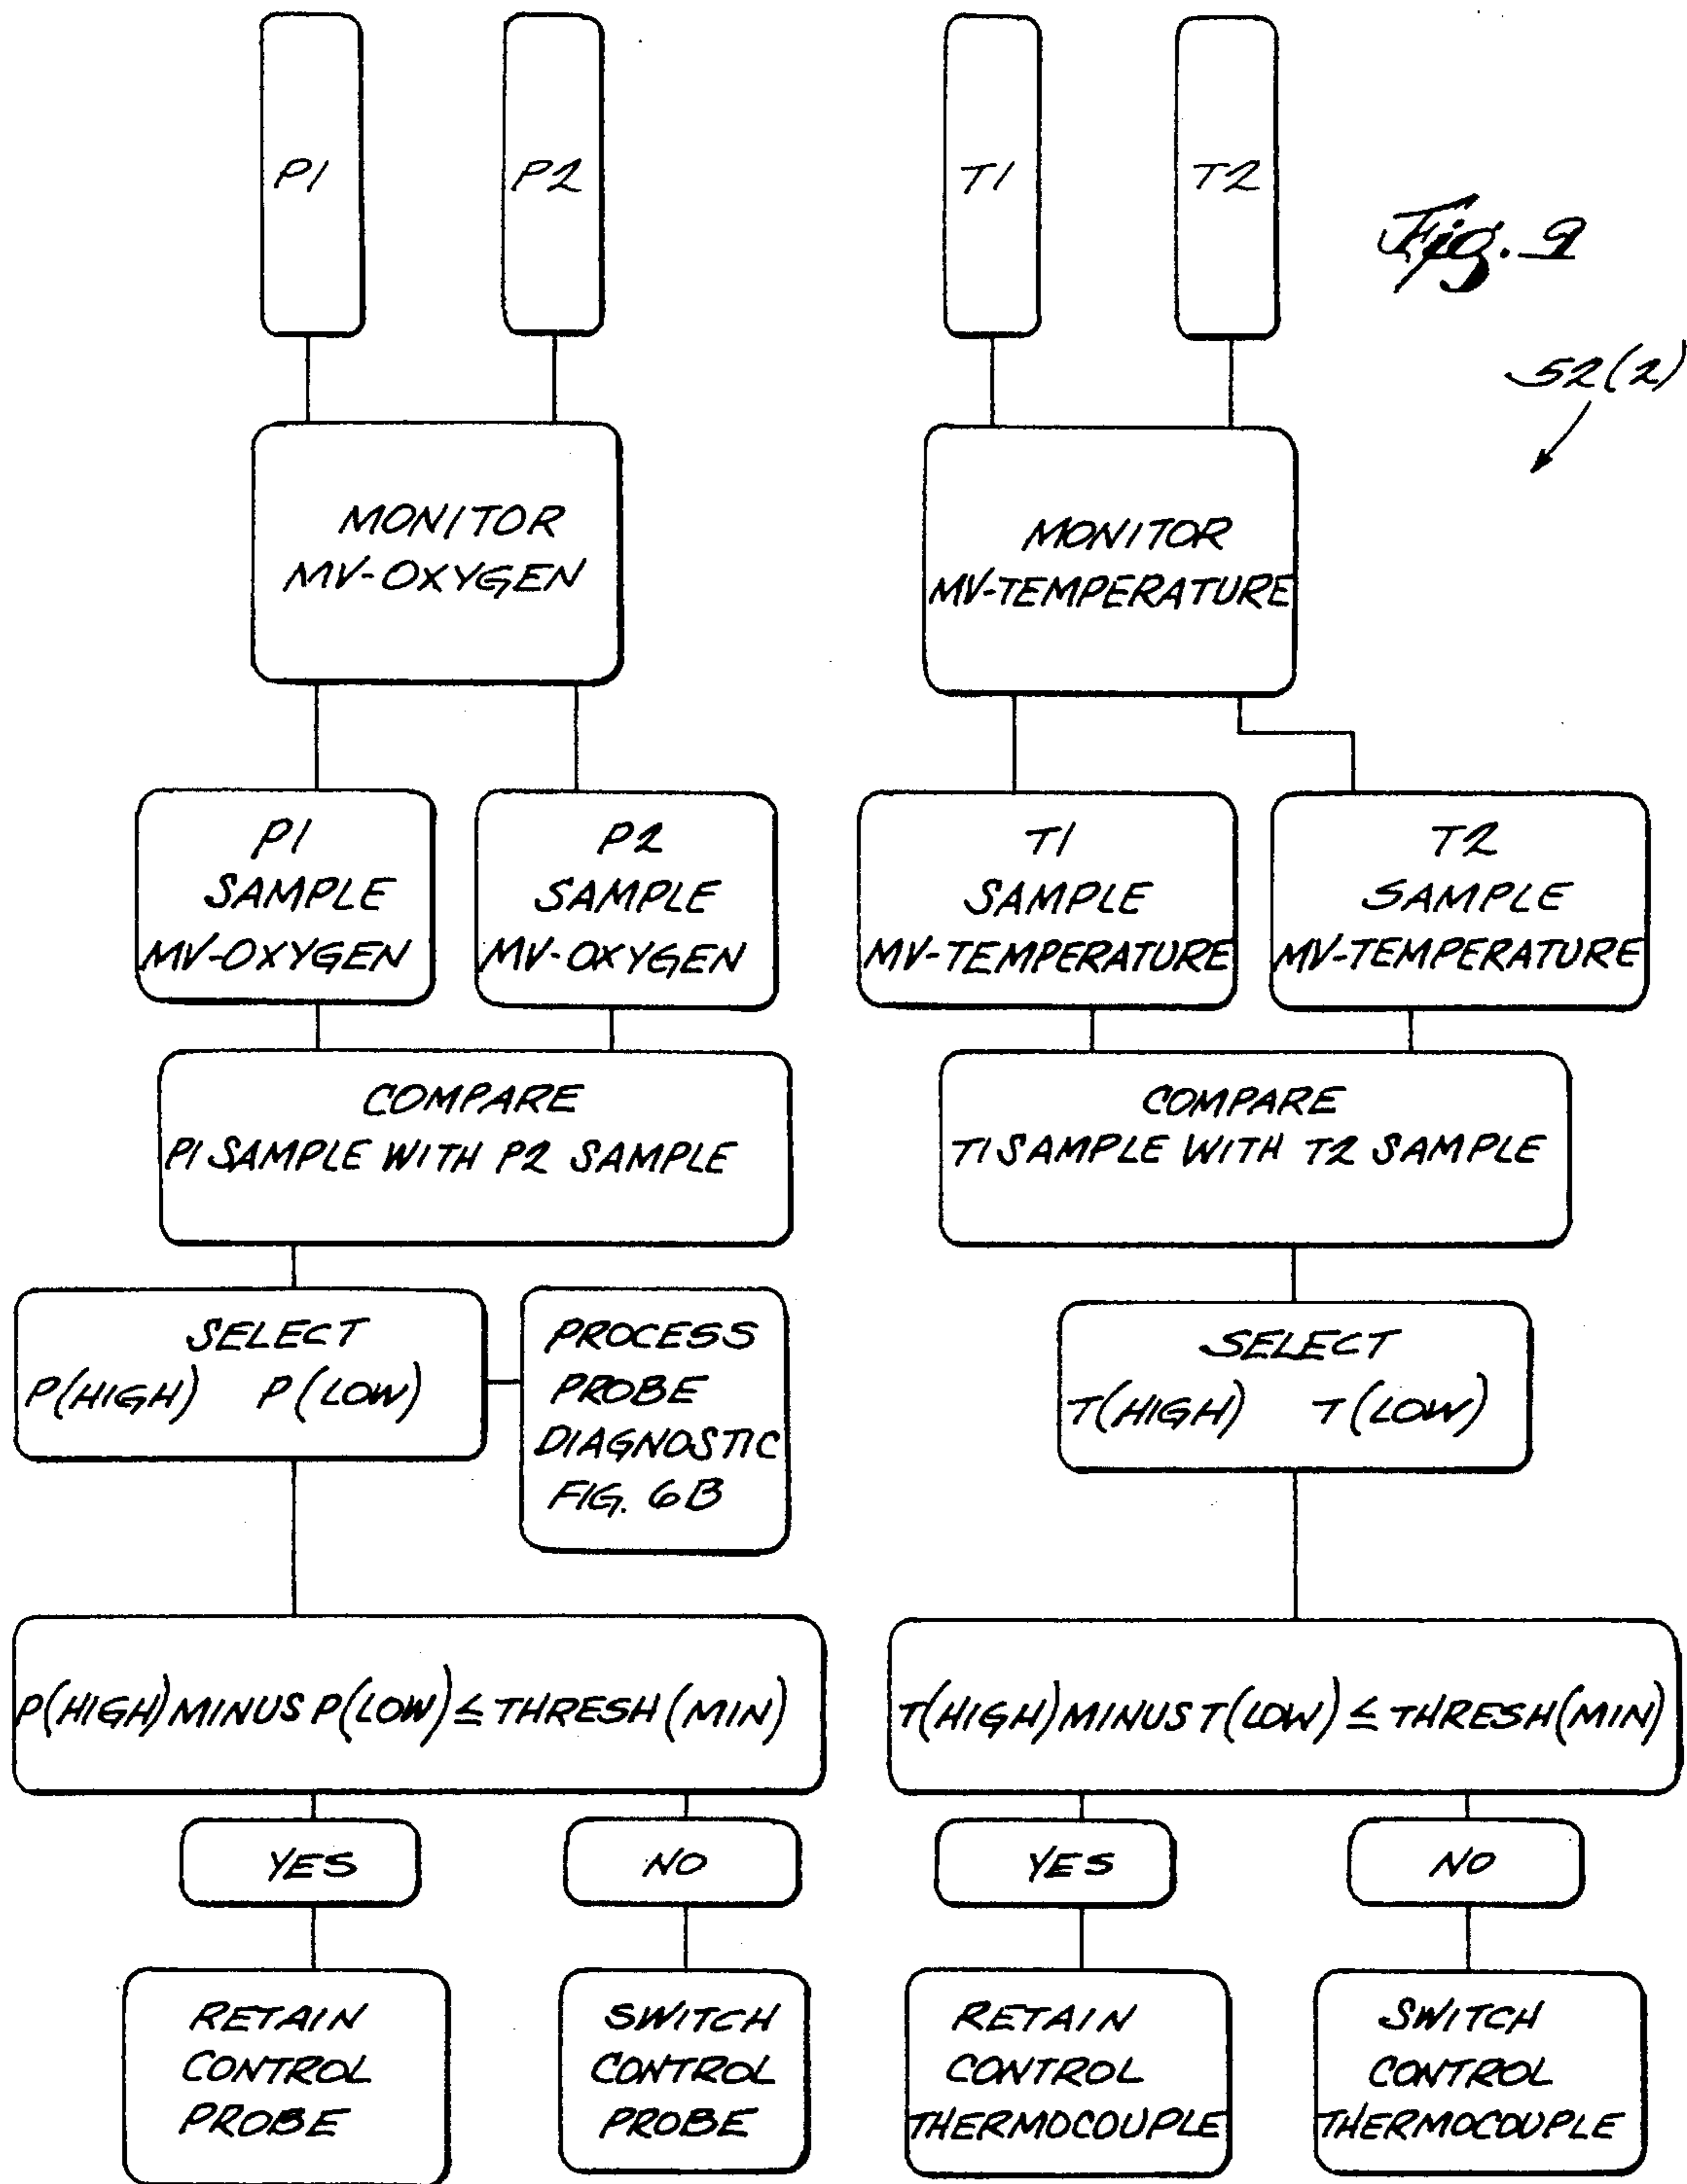 P1
P2
T1
T2
Fig. 9
52(2)
MONITOR
MV-OXYGEN
MONITOR
MV-TEMPERATURE
P1
SAMPLE
MV-OXYGEN
P2
SAMPLE
MV-OXYGEN
T1
SAMPLE
MV-TEMPERATURE
T2
SAMPLE
MV-TEMPERATURE
COMPARE
P1 SAMPLE WITH P2 SAMPLE
COMPARE
T1 SAMPLE WITH T2 SAMPLE
SELECT
P(HIGH) P(LOW)
PROCESS
PROBE
DIAGNOSTIC
FIG. 6B
SELECT
T(HIGH) T(LOW)
P(HIGH) MINUS P(LOW) ≤ THRESH (MIN)
T(HIGH) MINUS T(LOW) ≤ THRESH (MIN)
YES
NO
YES
NO
RETAIN
CONTROL
PROBE
SWITCH
CONTROL
PROBE
RETAIN
CONTROL
THERMOCOUPLE
SWITCH
CONTROL
THERMOCOUPLE